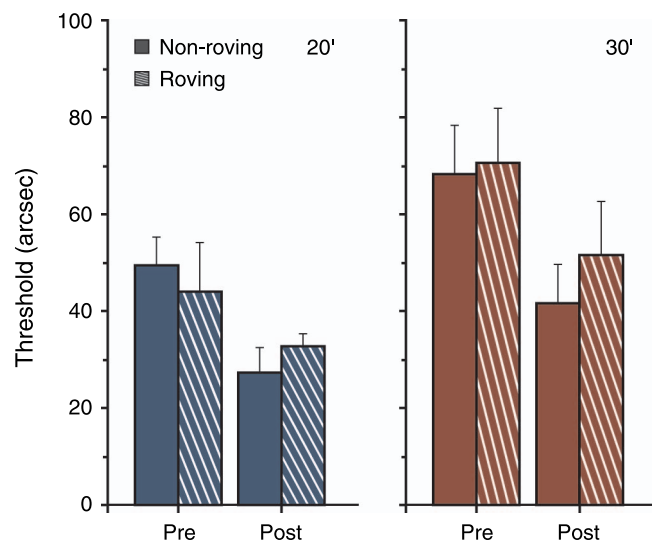 100
80
60
40
20
0
Threshold (arcsec)
Non-roving
Roving
20'
30'
Pre
Post
Pre
Post